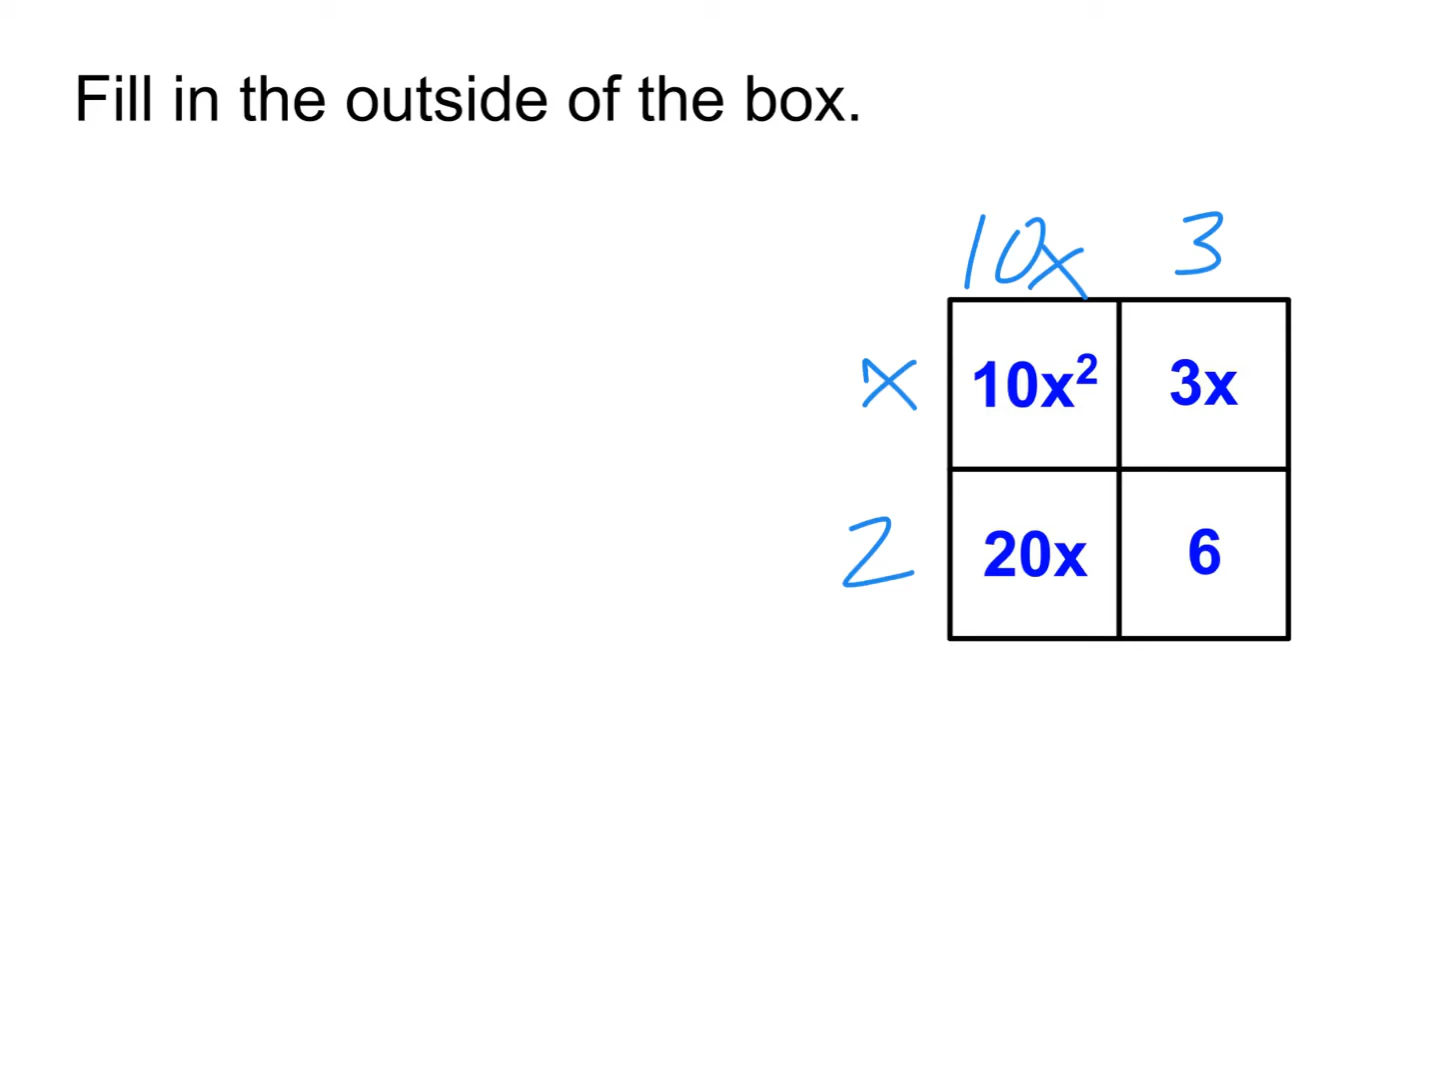 Fill in the outside of the box.
10x 3
x 10x² 3x
2 20x 6